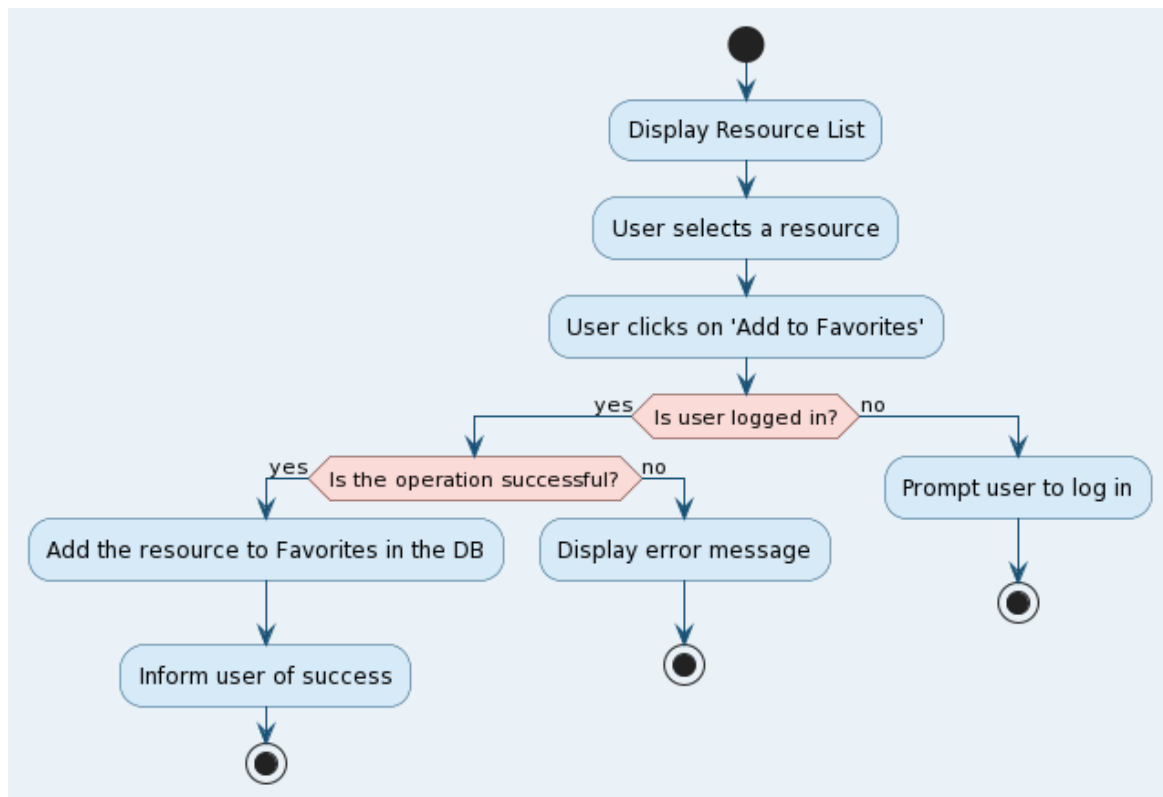 Display Resource List
User selects a resource
User clicks on 'Add to Favorites'
yes
Is user logged in?
no
yes
Is the operation successful?
no
Prompt user to log in
Add the resource to Favorites in the DB
Display error message
Inform user of success